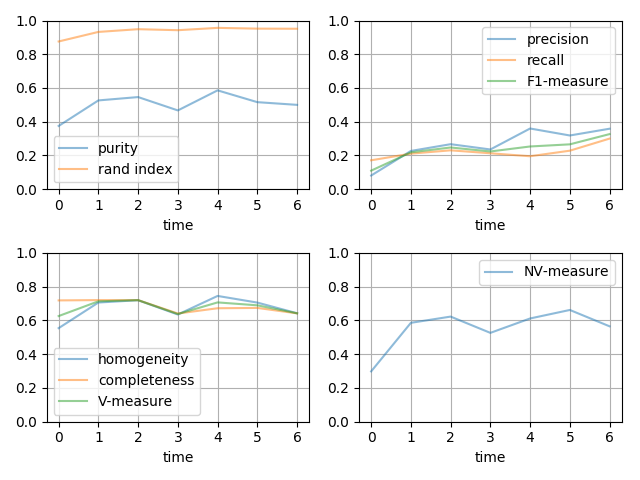 1.0
0.8
0.6
0.4
0.2
0.0
purity
rand index
0 1 2 3 4 5 6
time
1.0
0.8
0.6
0.4
0.2
0.0
precision
recall
F1-measure
0 1 2 3 4 5 6
time
1.0
0.8
0.6
0.4
0.2
0.0
homogeneity
completeness
V-measure
0 1 2 3 4 5 6
time
1.0
0.8
0.6
0.4
0.2
0.0
NV-measure
0 1 2 3 4 5 6
time